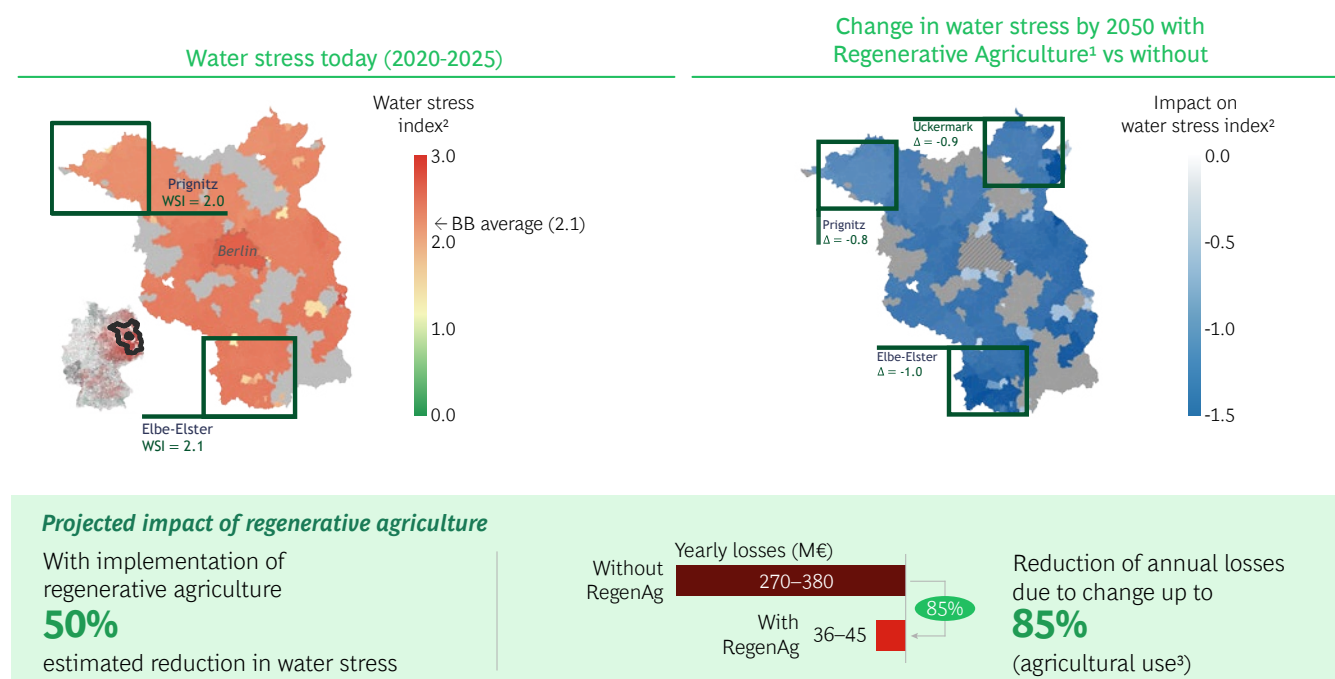 Water stress today (2020-2025)
Water stress
index²
3.0
2.0
1.0
0.0
← BB average (2.1)
Prignitz
WSI = 2.0
Berlin
Elbe-Elster
WSI = 2.1
Change in water stress by 2050 with
Regenerative Agriculture¹ vs without
Impact on
water stress index²
0.0
-0.5
-1.0
-1.5
Uckermark
Δ = -0.9
Prignitz
Δ = -0.8
Elbe-Elster
Δ = -1.0
Projected impact of regenerative agriculture
With implementation of
regenerative agriculture
50%
estimated reduction in water stress
Yearly losses (M€)
Without
RegenAg
270–380
With
RegenAg
36–45
85%
Reduction of annual losses
due to change up to
85%
(agricultural use³)